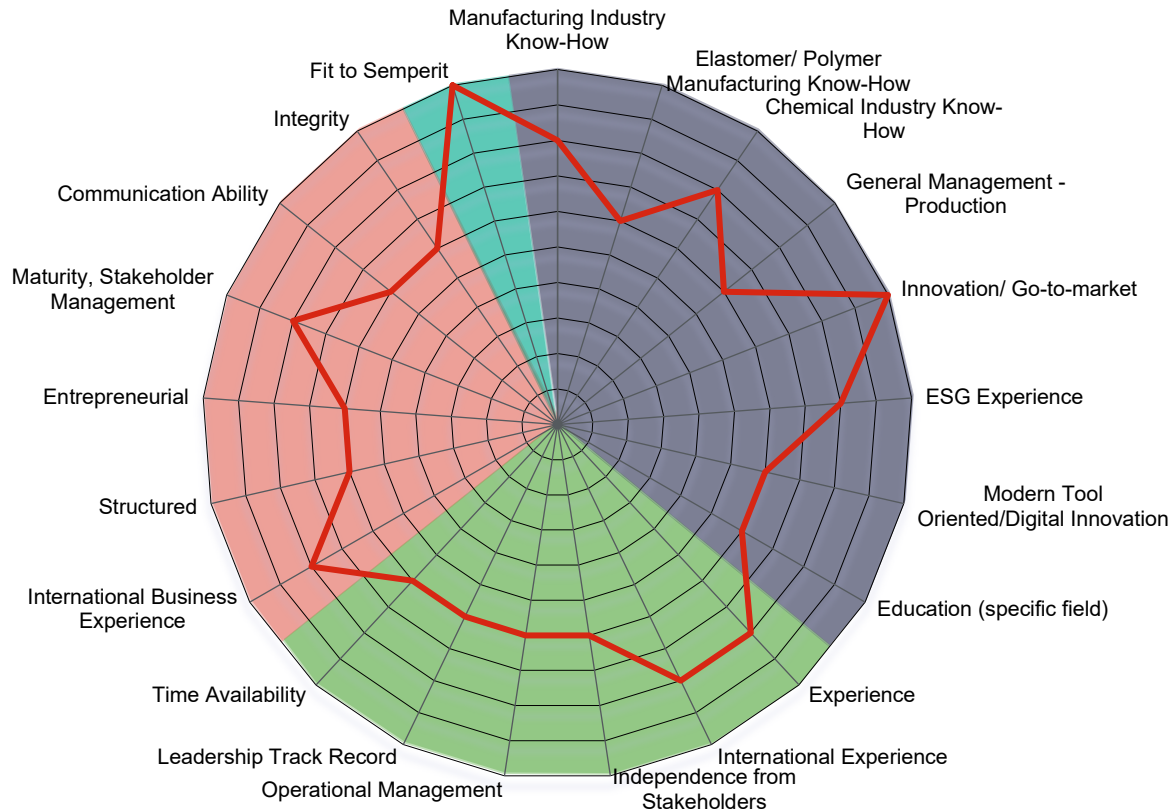 Manufacturing Industry
Know-How
Elastomer/ Polymer
Manufacturing Know-How
Chemical Industry Know-
How
General Management -
Production
Innovation/ Go-to-market
ESG Experience
Modern Tool
Oriented/Digital Innovation
Education (specific field)
Experience
International Experience
Independence from
Stakeholders
Operational Management
Leadership Track Record
Time Availability
International Business
Experience
Structured
Entrepreneurial
Maturity, Stakeholder
Management
Communication Ability
Integrity
Fit to Semperit